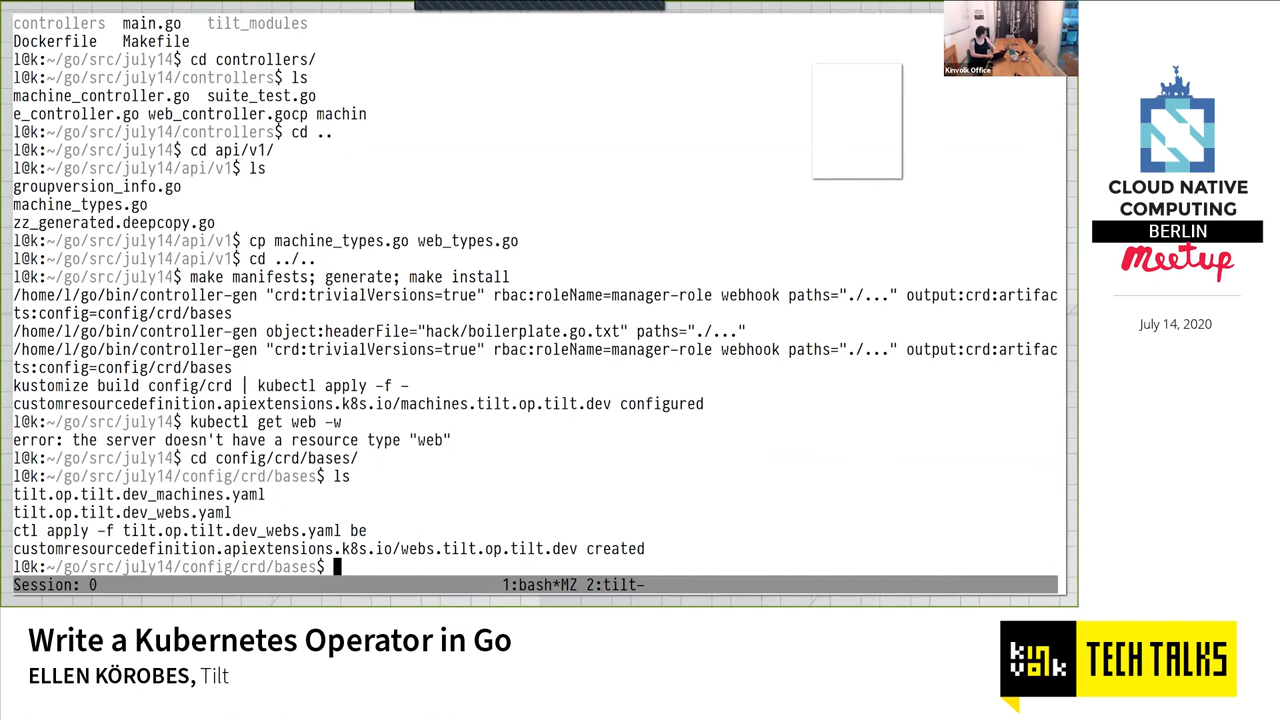 controllers  main.go   tilt_modules
Dockerfile   Makefile
l@k:~/go/src/july14$ cd controllers/
l@k:~/go/src/july14/controllers$ ls
machine_controller.go  suite_test.go
e_controller.go web_controller.gocp machin
l@k:~/go/src/july14/controllers$ cd ..
l@k:~/go/src/july14$ cd api/v1/
l@k:~/go/src/july14/api/v1$ ls
groupversion_info.go
machine_types.go
zz_generated.deepcopy.go
l@k:~/go/src/july14/api/v1$ cp machine_types.go web_types.go
l@k:~/go/src/july14/api/v1$ cd ../..
l@k:~/go/src/july14$ make manifests; generate; make install
/home/l/go/bin/controller-gen "crd:trivialVersions=true" rbac:roleName=manager-role webhook paths="./..." output:crd:artifac
ts:config=config/crd/bases
/home/l/go/bin/controller-gen object:headerFile="hack/boilerplate.go.txt" paths="./..."
/home/l/go/bin/controller-gen "crd:trivialVersions=true" rbac:roleName=manager-role webhook paths="./..." output:crd:artifac
ts:config=config/crd/bases
kustomize build config/crd | kubectl apply -f -
customresourcedefinition.apiextensions.k8s.io/machines.tilt.op.tilt.dev configured
l@k:~/go/src/july14$ kubectl get web -w
error: the server doesn't have a resource type "web"
l@k:~/go/src/july14$ cd config/crd/bases/
l@k:~/go/src/july14/config/crd/bases$ ls
tilt.op.tilt.dev_machines.yaml
tilt.op.tilt.dev_webs.yaml
ctl apply -f tilt.op.tilt.dev_webs.yaml be
customresourcedefinition.apiextensions.k8s.io/webs.tilt.op.tilt.dev created
l@k:~/go/src/july14/config/crd/bases$
Session: 0 1:bash*MZ 2:tilt-
Kinvolk Office
CLOUD NATIVE
COMPUTING
BERLIN
Meetup
July 14, 2020
Write a Kubernetes Operator in Go
ELLEN KÖROBES, Tilt
kinvolk TECH TALKS